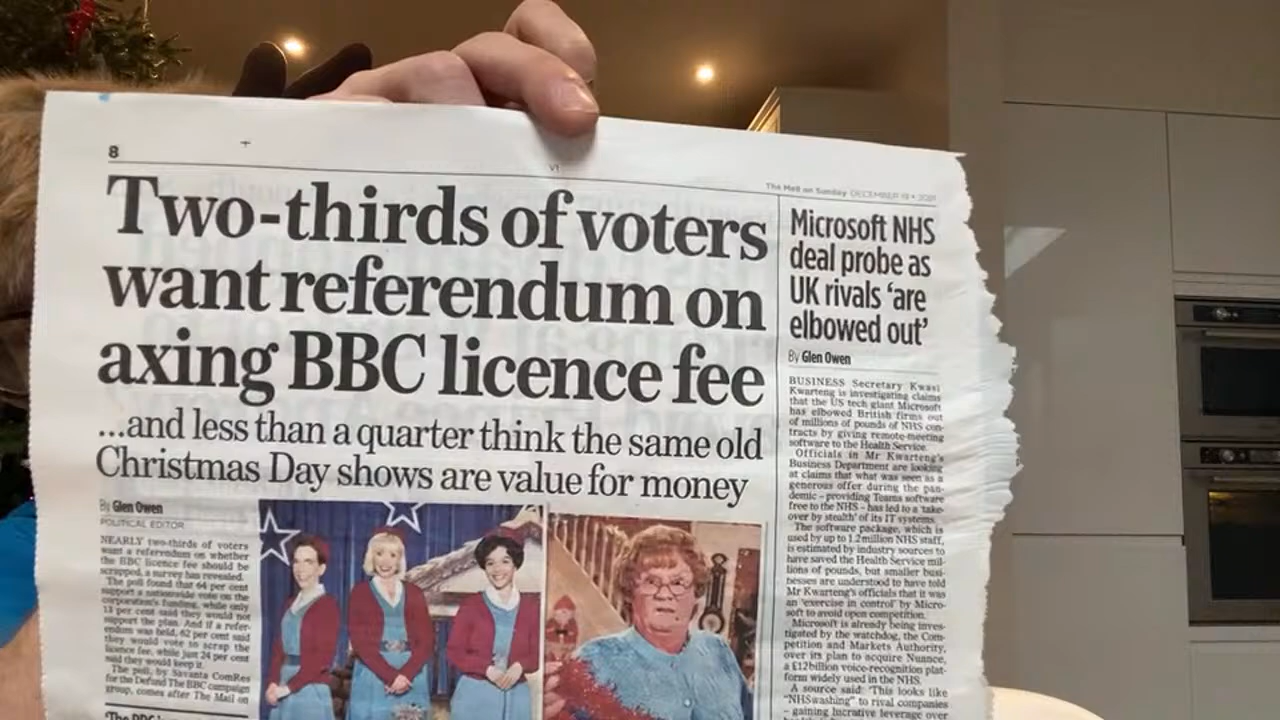 8
V1
The Mail on Sunday DECEMBER 19 • 2021
Two-thirds of voters
want referendum on
axing BBC licence fee
...and less than a quarter think the same old
Christmas Day shows are value for money
By Glen Owen
POLITICAL EDITOR
NEARLY two-thirds of voters
want a referendum on whether
the BBC licence fee should be
scrapped, a survey has revealed.
The poll found that 64 per cent
support a nationwide vote on the
corporation's funding, while only
13 per cent said they would not
support the plan. And if a refer-
endum was held, 62 per cent said
they would vote to scrap the
licence fee, while just 24 per cent
said they would keep it.
The poll, by Savanta ComRes
for the Defund The BBC campaign
group, comes after The Mail on
'The BBC
Microsoft NHS
deal probe as
UK rivals 'are
elbowed out'
By Glen Owen
BUSINESS Secretary Kwasi
Kwarteng is investigating claims
that the US tech giant Microsoft
has elbowed British firms out
of millions of pounds of NHS con-
tracts by giving remote-meeting
software to the Health Service.
Officials in Mr Kwarteng's
Business Department are looking
at claims that what was seen as a
generous offer during the pan-
demic – providing Teams software
free to the NHS – has led to a 'take-
over by stealth' of its IT systems.
The software package, which is
used by up to 1.2 million NHS staff,
is estimated by industry sources to
have saved the Health Service mil-
lions of pounds, but smaller busi-
nesses are understood to have told
Mr Kwarteng's officials that it was
an 'exercise in control' by Micro-
soft to avoid open competition.
Microsoft is already being inves-
tigated by the watchdog, the Com-
petition and Markets Authority,
over its plan to acquire Nuance,
a £12billion voice-recognition plat-
form widely used in the NHS.
A source said: 'This looks like
"NHSwashing" to rival companies
– gaining lucrative leverage over